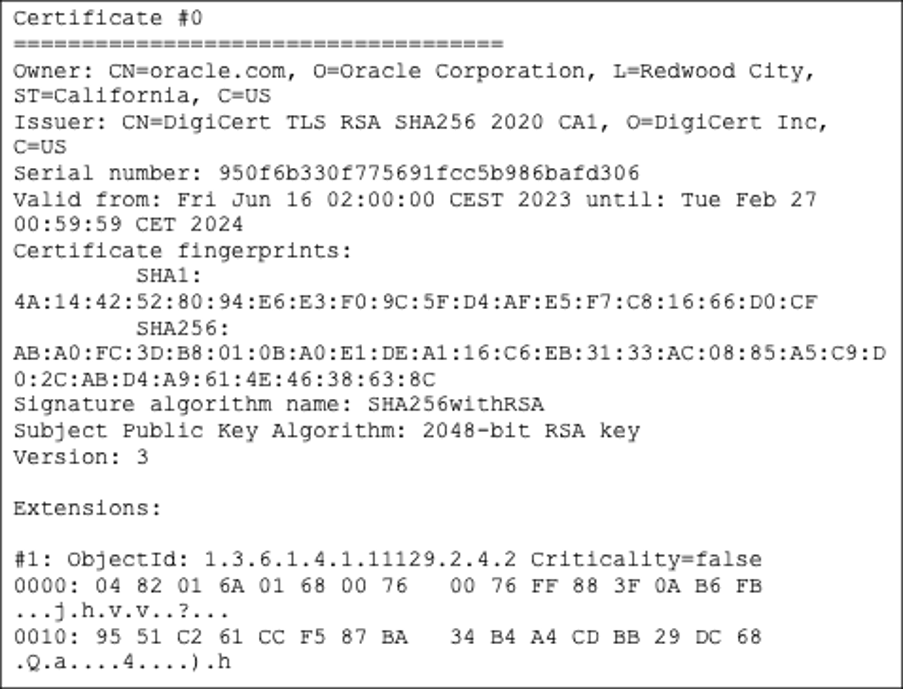 Certificate #0
====================================
Owner: CN=oracle.com, O=Oracle Corporation, L=Redwood City,
ST=California, C=US
Issuer: CN=DigiCert TLS RSA SHA256 2020 CA1, O=DigiCert Inc,
C=US
Serial number: 950f6b330f775691fcc5b986bafd306
Valid from: Fri Jun 16 02:00:00 CEST 2023 until: Tue Feb 27
00:59:59 CET 2024
Certificate fingerprints:
SHA1:
4A:14:42:52:80:94:E6:E3:F0:9C:5F:D4:AF:E5:F7:C8:16:66:D0:CF
SHA256:
AB:A0:FC:3D:B8:01:0B:A0:E1:DE:A1:16:C6:EB:31:33:AC:08:85:A5:C9:D
0:2C:AB:D4:A9:61:4E:46:38:63:8C
Signature algorithm name: SHA256withRSA
Subject Public Key Algorithm: 2048-bit RSA key
Version: 3
Extensions:
#1: ObjectId: 1.3.6.1.4.1.11129.2.4.2 Criticality=false
0000: 04 82 01 6A 01 68 00 76   00 76 FF 88 3F 0A B6 FB
...j.h.v.v..?...
0010: 95 51 C2 61 CC F5 87 BA   34 B4 A4 CD BB 29 DC 68
.Q.a....4....).h